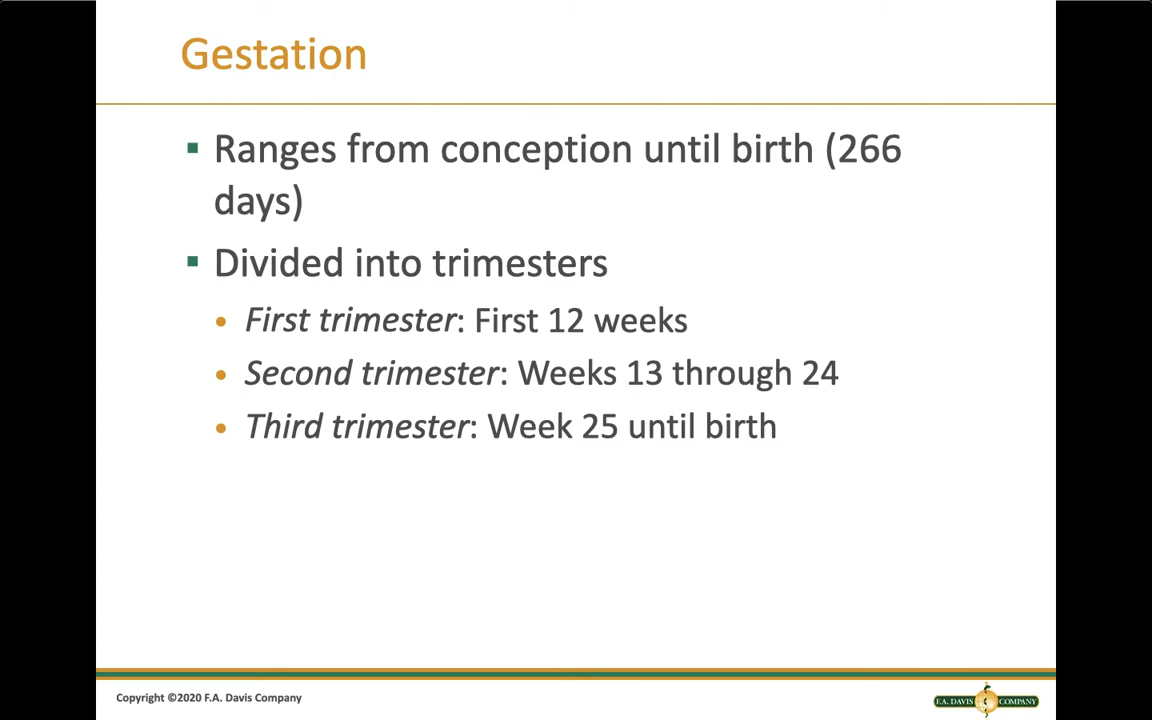 Gestation
▪ Ranges from conception until birth (266
days)
▪ Divided into trimesters
• First trimester: First 12 weeks
• Second trimester: Weeks 13 through 24
• Third trimester: Week 25 until birth
Copyright ©2020 F.A. Davis Company
F.A. DAVIS COMPANY